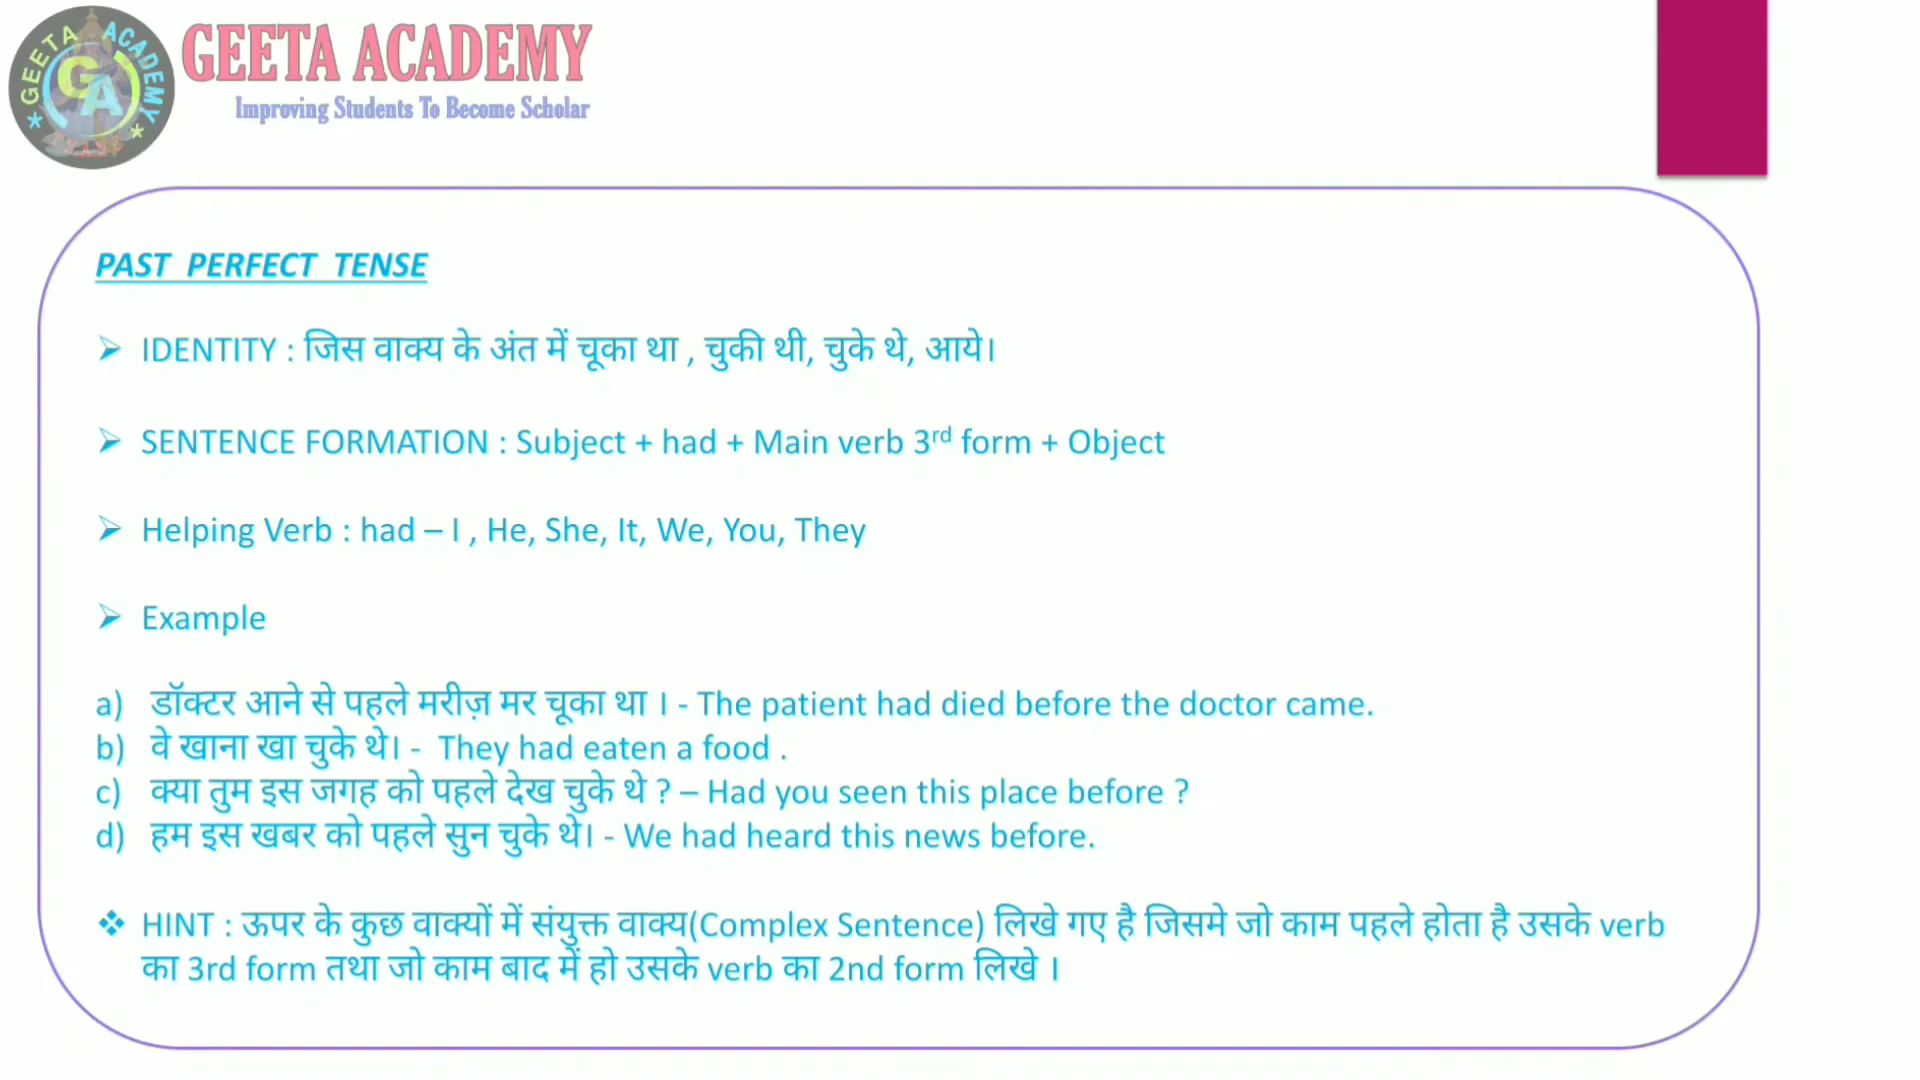 GEETA ACADEMY
GA
GEETA ACADEMY
Improving Students To Become Scholar
PAST PERFECT TENSE
➢ IDENTITY : जिस वाक्य के अंत में चूका था , चुकी थी, चुके थे, आये।
➢ SENTENCE FORMATION : Subject + had + Main verb 3rd form + Object
➢ Helping Verb : had – I , He, She, It, We, You, They
➢ Example
a) डॉक्टर आने से पहले मरीज़ मर चूका था । - The patient had died before the doctor came.
b) वे खाना खा चुके थे। - They had eaten a food .
c) क्या तुम इस जगह को पहले देख चुके थे ? – Had you seen this place before ?
d) हम इस खबर को पहले सुन चुके थे। - We had heard this news before.
❖ HINT : ऊपर के कुछ वाक्यों में संयुक्त वाक्य(Complex Sentence) लिखे गए है जिसमे जो काम पहले होता है उसके verb
का 3rd form तथा जो काम बाद में हो उसके verb का 2nd form लिखे ।